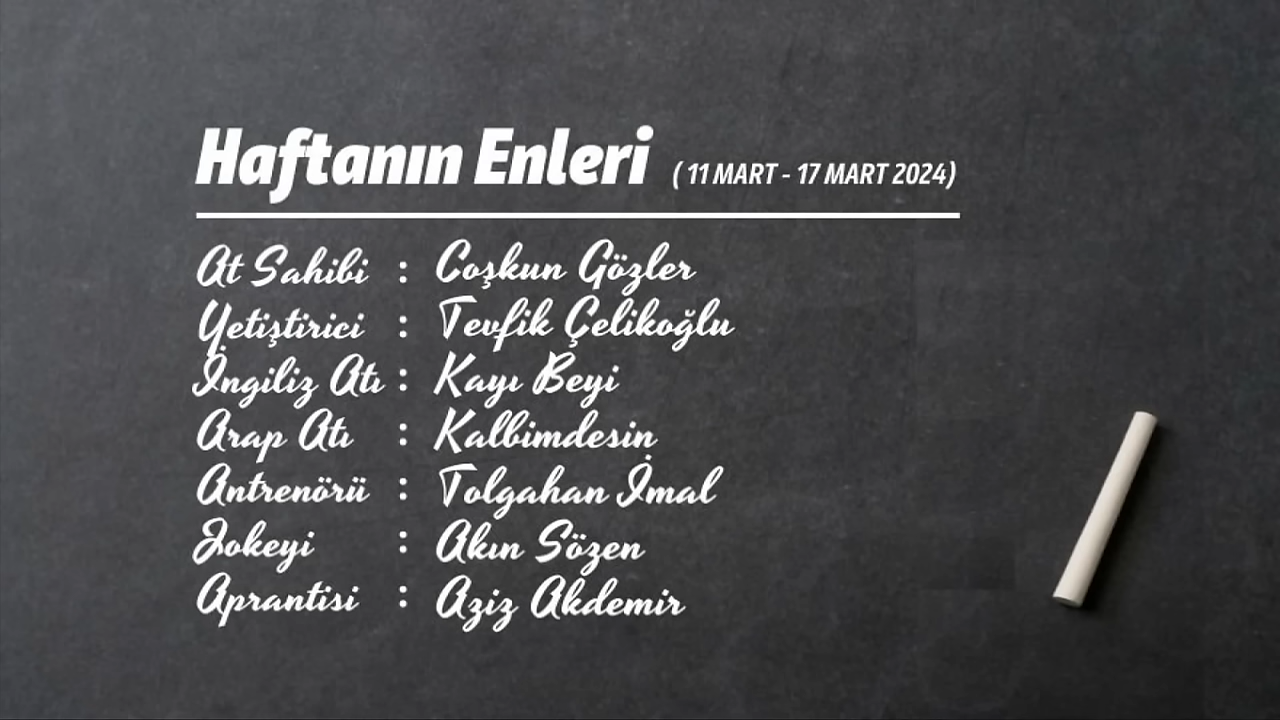 Haftanın Enleri ( 11 MART - 17 MART 2024)
At Sahibi : Coşkun Gözler
Yetiştirici : Tevfik Çelikoğlu
İngiliz Atı : Kayı Beyi
Arap Atı : Kalbimdesin
Antrenörü : Tolgahan İmal
Jokeyi : Akın Sözen
Aprantisi : Aziz Akdemir